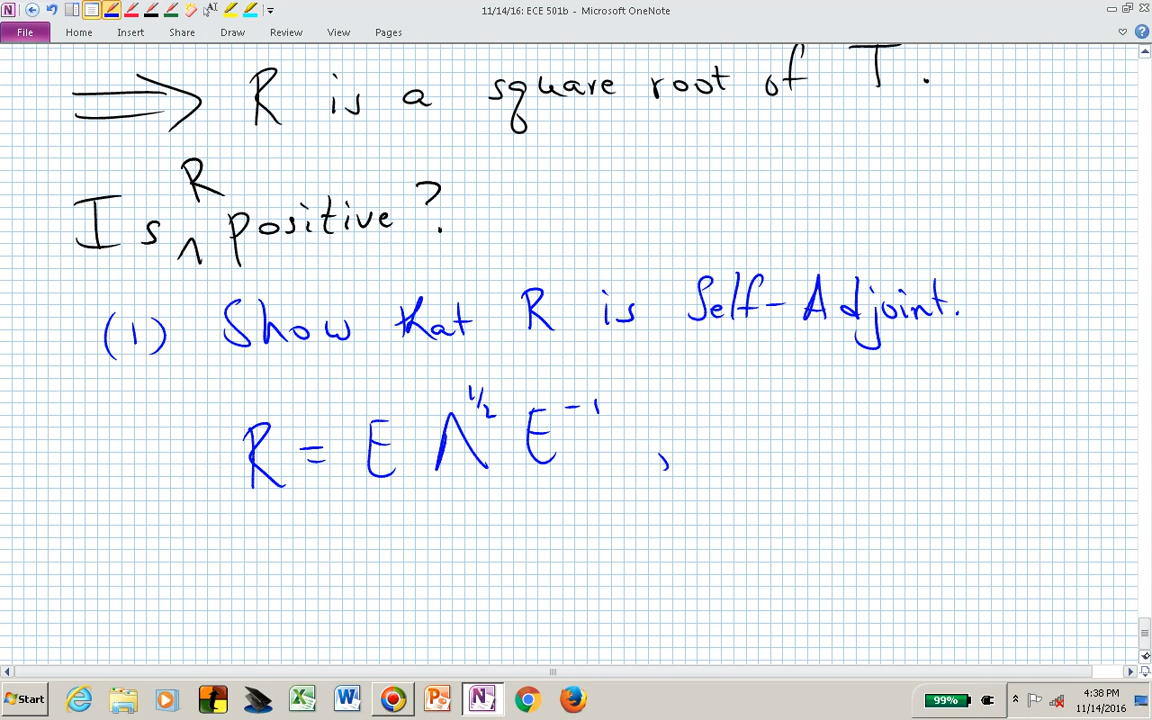 11/14/16: ECE 501b - Microsoft OneNote
File Home Insert Share Draw Review View Pages
⟹ R is a square root of T.
Is R positive?
(1) Show that R is Self-Adjoint.
R = E Λ^{1/2} E^{-1} ,
Start
99%
4:38 PM
11/14/2016